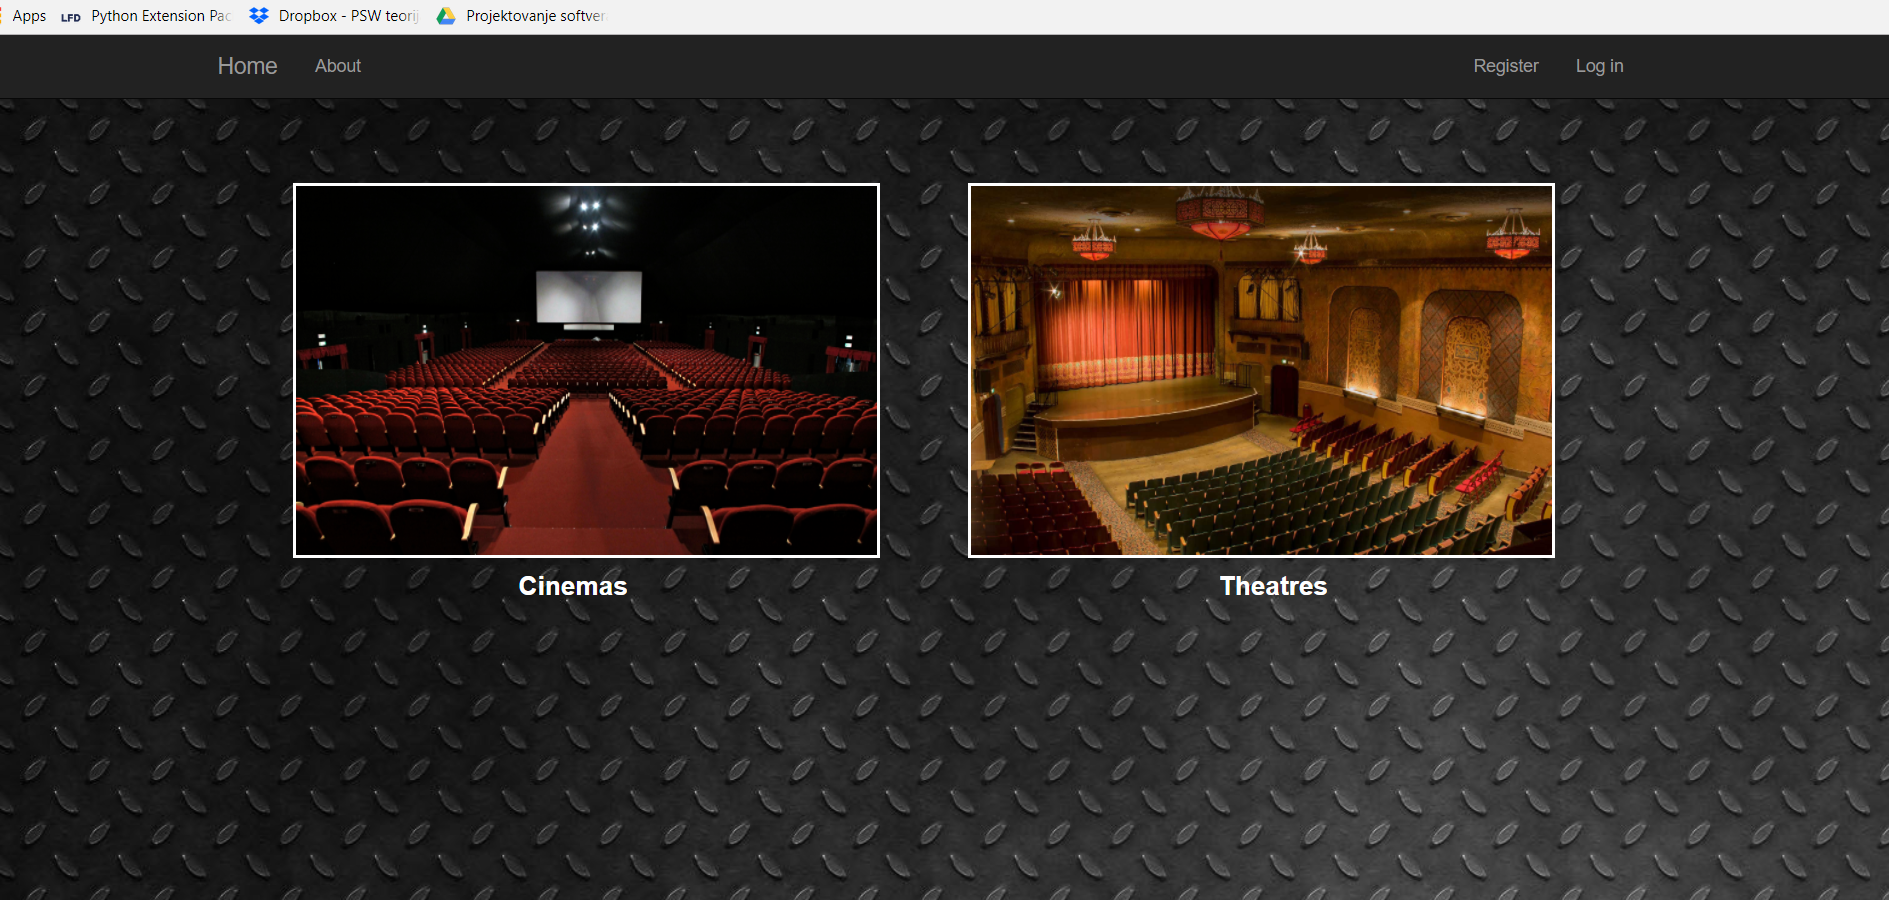 Apps LFD Python Extension Pac Dropbox - PSW teorij Projektovanje softver
Home About Register Log in
Cinemas Theatres